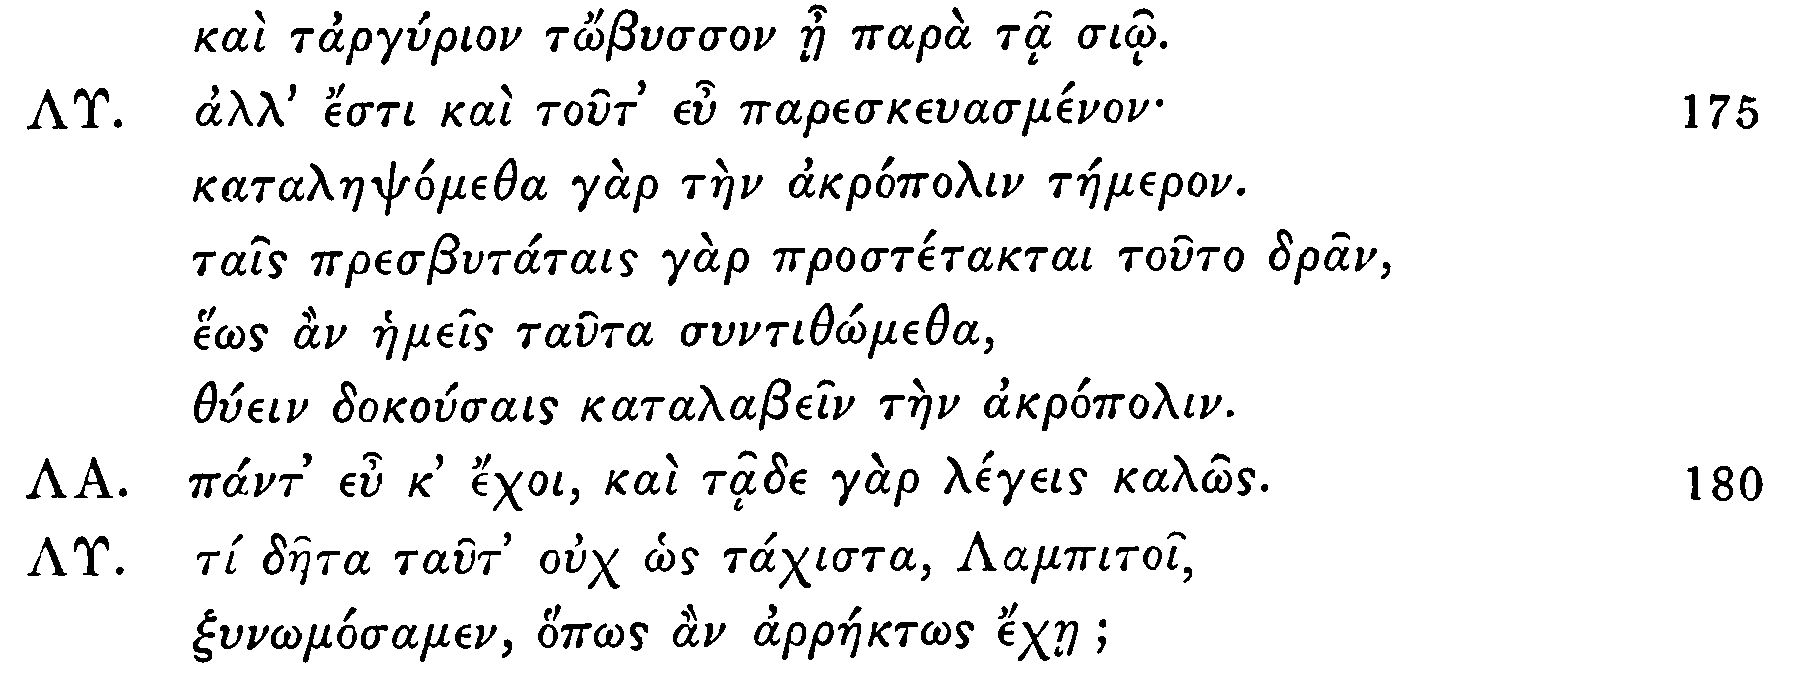 καὶ τἀργύριον τὤβυσσον ᾖ παρὰ τᾷ σιῷ.
ΛΥ. ἀλλ’ ἔστι καὶ τοῦτ’ εὖ παρεσκευασμένον· 175
καταληψόμεθα γὰρ τὴν ἀκρόπολιν τήμερον.
ταῖς πρεσβυτάταις γὰρ προστέτακται τοῦτο δρᾶν,
ἕως ἂν ἡμεῖς ταῦτα συντιθώμεθα,
θύειν δοκούσαις καταλαβεῖν τὴν ἀκρόπολιν.
ΛΑ. πάντ’ εὖ κ’ ἔχοι, καὶ τᾷδε γὰρ λέγεις καλῶς. 180
ΛΥ. τί δῆτα ταῦτ’ οὐχ ὡς τάχιστα, Λαμπιτοῖ,
ξυνωμόσαμεν, ὅπως ἂν ἀρρήκτως ἔχῃ ;